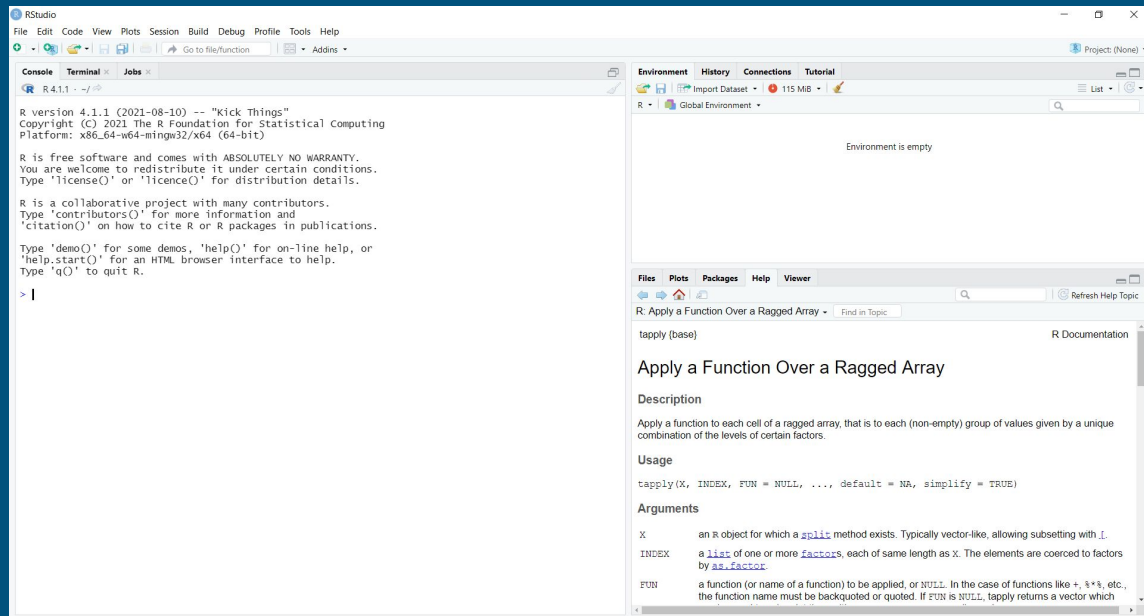 RStudio
File Edit Code View Plots Session Build Debug Profile Tools Help
Go to file/function Addins Project: (None)
Console Terminal Jobs
R 4.1.1 · ~/
R version 4.1.1 (2021-08-10) -- "Kick Things"
Copyright (C) 2021 The R Foundation for Statistical Computing
Platform: x86_64-w64-mingw32/x64 (64-bit)
R is free software and comes with ABSOLUTELY NO WARRANTY.
You are welcome to redistribute it under certain conditions.
Type 'license()' or 'licence()' for distribution details.
R is a collaborative project with many contributors.
Type 'contributors()' for more information and
'citation()' on how to cite R or R packages in publications.
Type 'demo()' for some demos, 'help()' for on-line help, or
'help.start()' for an HTML browser interface to help.
Type 'q()' to quit R.
>
Environment History Connections Tutorial
Import Dataset 115 MiB List
R Global Environment
Environment is empty
Files Plots Packages Help Viewer
Refresh Help Topic
R: Apply a Function Over a Ragged Array Find in Topic
tapply {base} R Documentation
Apply a Function Over a Ragged Array
Description
Apply a function to each cell of a ragged array, that is to each (non-empty) group of values given by a unique
combination of the levels of certain factors.
Usage
tapply(X, INDEX, FUN = NULL, ..., default = NA, simplify = TRUE)
Arguments
X an R object for which a split method exists. Typically vector-like, allowing subsetting with [.
INDEX a list of one or more factors, each of same length as X. The elements are coerced to factors
by as.factor.
FUN a function (or name of a function) to be applied, or NULL. In the case of functions like +, %*%, etc.,
the function name must be backquoted or quoted. If FUN is NULL, tapply returns a vector which